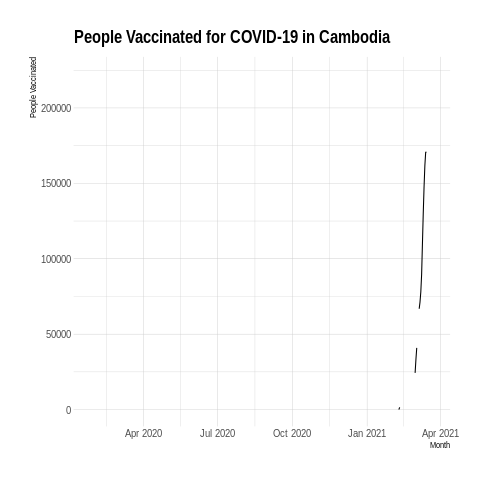 People Vaccinated for COVID-19 in Cambodia
People Vaccinated
200000
150000
100000
50000
0
Apr 2020 Jul 2020 Oct 2020 Jan 2021 Apr 2021
Month